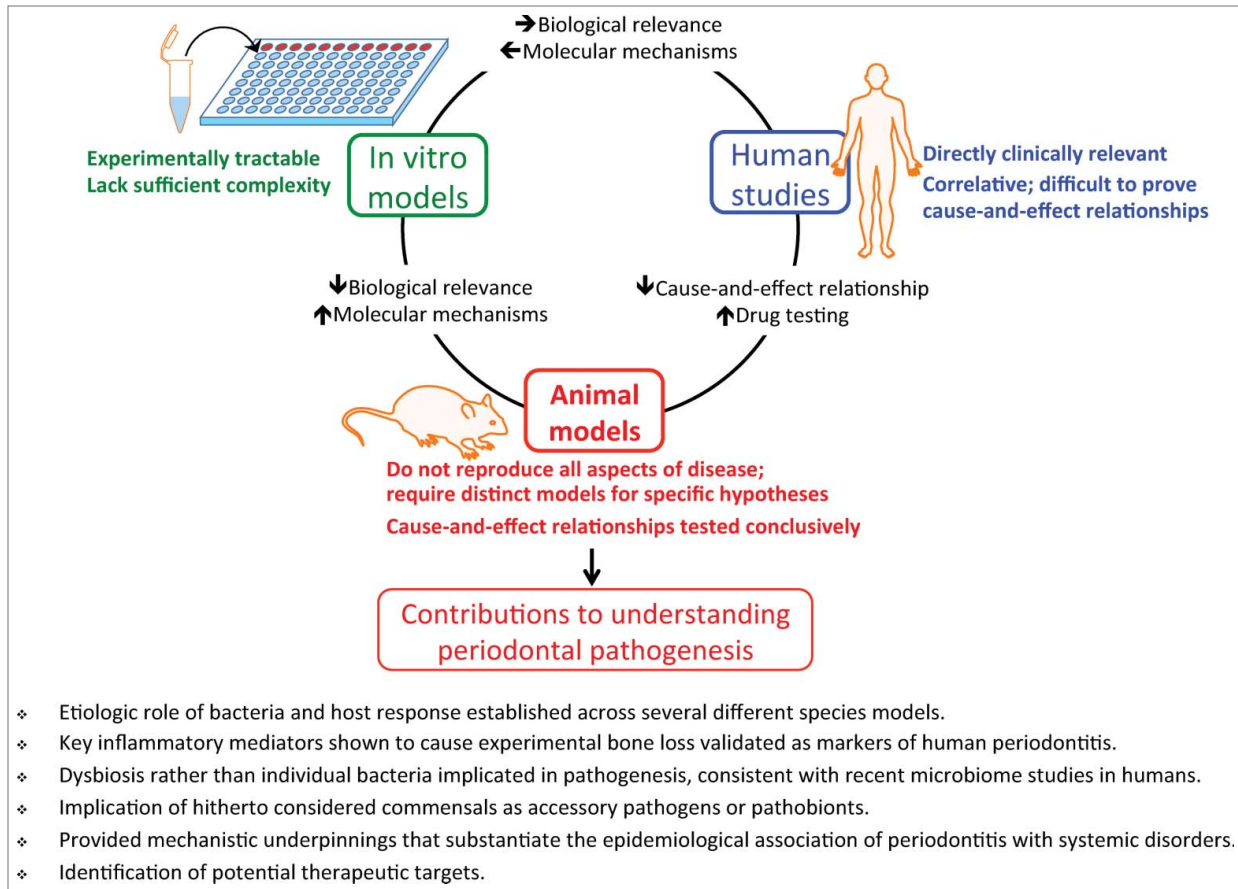 ➔Biological relevance
🡸Molecular mechanisms
In vitro
models
Experimentally tractable
Lack sufficient complexity
Human
studies
Directly clinically relevant
Correlative; difficult to prove
cause-and-effect relationships
🡻Biological relevance
🡹Molecular mechanisms
🡻Cause-and-effect relationship
🡹Drug testing
Animal
models
Do not reproduce all aspects of disease;
require distinct models for specific hypotheses
Cause-and-effect relationships tested conclusively
Contributions to understanding
periodontal pathogenesis
❖ Etiologic role of bacteria and host response established across several different species models.
❖ Key inflammatory mediators shown to cause experimental bone loss validated as markers of human periodontitis.
❖ Dysbiosis rather than individual bacteria implicated in pathogenesis, consistent with recent microbiome studies in humans.
❖ Implication of hitherto considered commensals as accessory pathogens or pathobionts.
❖ Provided mechanistic underpinnings that substantiate the epidemiological association of periodontitis with systemic disorders.
❖ Identification of potential therapeutic targets.